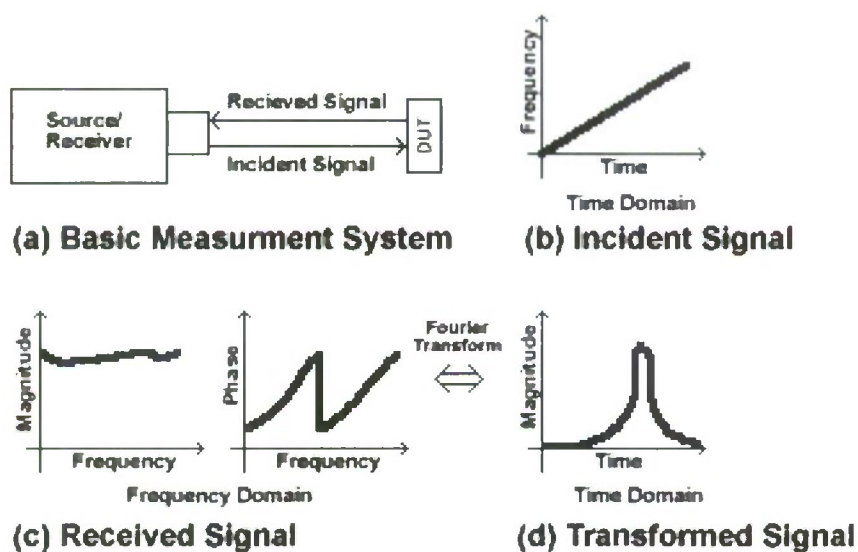 Source/
Receiver
Recieved Signal
Incident Signal
DUT
(a) Basic Measurment System
Frequency
Time
Time Domain
(b) Incident Signal
Magnitude
Frequency
Phase
Frequency
Frequency Domain
(c) Received Signal
Fourier
Transform
Magnitude
Time
Time Domain
(d) Transformed Signal